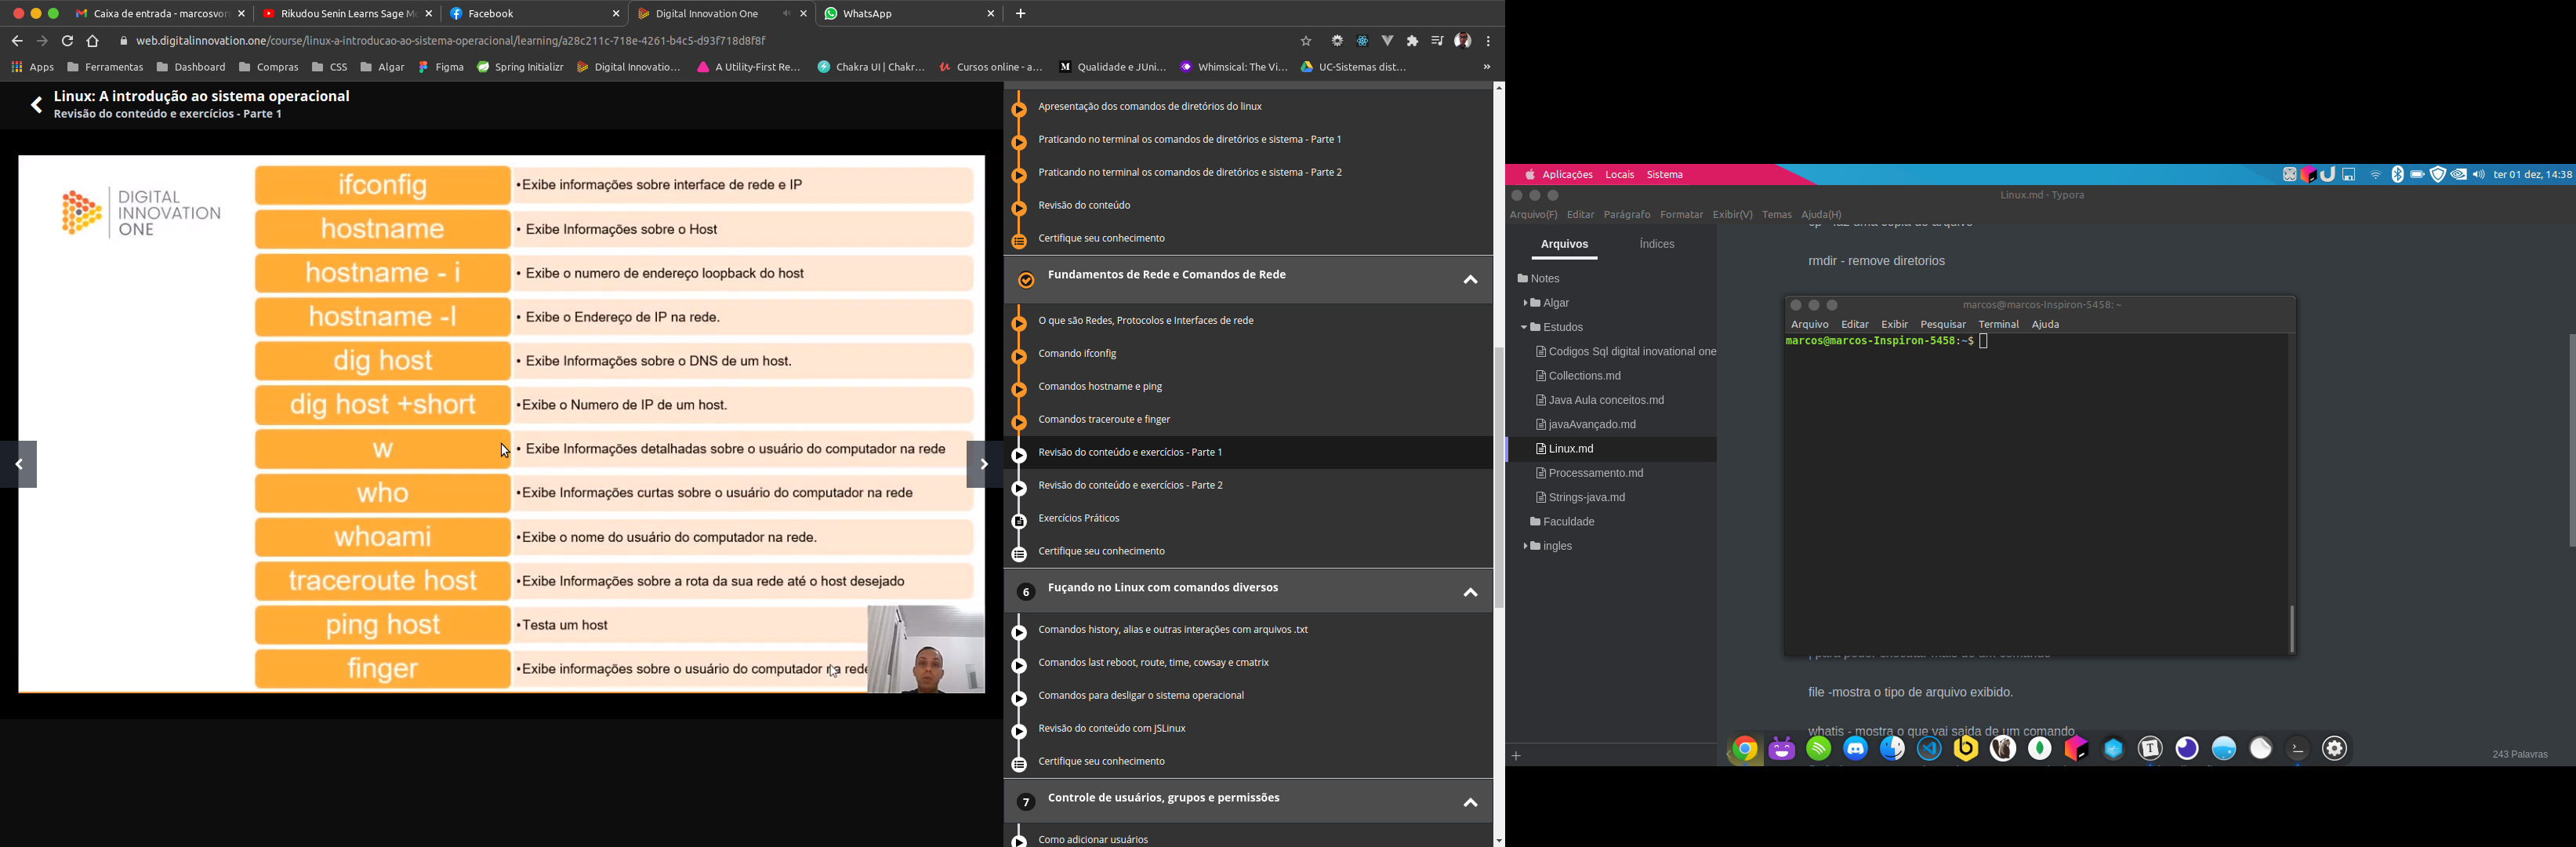 Caixa de entrada - marcosvor
Rikudou Senin Learns Sage Mo
Facebook
Digital Innovation One
WhatsApp
web.digitalinnovation.one/course/linux-a-introducao-ao-sistema-operacional/learning/a28c211c-718e-4261-b4c5-d93f718d8f8f
Apps
Ferramentas
Dashboard
Compras
CSS
Algar
Figma
Spring Initializr
Digital Innovatio...
A Utility-First Re...
Chakra UI | Chakr...
Cursos online - a...
Qualidade e JUni...
Whimsical: The Vi...
UC-Sistemas dist...
Linux: A introdução ao sistema operacional
Revisão do conteúdo e exercícios - Parte 1
DIGITAL
INNOVATION
ONE
ifconfig
•Exibe informações sobre interface de rede e IP
hostname
• Exibe Informações sobre o Host
hostname - i
• Exibe o numero de endereço loopback do host
hostname -I
• Exibe o Endereço de IP na rede.
dig host
• Exibe Informações sobre o DNS de um host.
dig host +short
•Exibe o Numero de IP de um host.
w
• Exibe Informações detalhadas sobre o usuário do computador na rede
who
•Exibe Informações curtas sobre o usuário do computador na rede
whoami
•Exibe o nome do usuário do computador na rede.
traceroute host
•Exibe Informações sobre a rota da sua rede até o host desejado
ping host
•Testa um host
finger
•Exibe informações sobre o usuário do computador na rede
Apresentação dos comandos de diretórios do linux
Praticando no terminal os comandos de diretórios e sistema - Parte 1
Praticando no terminal os comandos de diretórios e sistema - Parte 2
Revisão do conteúdo
Certifique seu conhecimento
Fundamentos de Rede e Comandos de Rede
O que são Redes, Protocolos e Interfaces de rede
Comando ifconfig
Comandos hostname e ping
Comandos traceroute e finger
Revisão do conteúdo e exercícios - Parte 1
Revisão do conteúdo e exercícios - Parte 2
Exercícios Práticos
Certifique seu conhecimento
6 Fuçando no Linux com comandos diversos
Comandos history, alias e outras interações com arquivos .txt
Comandos last reboot, route, time, cowsay e cmatrix
Comandos para desligar o sistema operacional
Revisão do conteúdo com JSLinux
Certifique seu conhecimento
7 Controle de usuários, grupos e permissões
Como adicionar usuários
Aplicações Locais Sistema
ter 01 dez, 14:38
Linux.md - Typora
Arquivo(F) Editar Parágrafo Formatar Exibir(V) Temas Ajuda(H)
Arquivos
Índices
Notes
Algar
Estudos
Codigos Sql digital inovational one
Collections.md
Java Aula conceitos.md
javaAvançado.md
Linux.md
Processamento.md
Strings-java.md
Faculdade
ingles
rmdir - remove diretorios
marcos@marcos-Inspiron-5458: ~
Arquivo Editar Exibir Pesquisar Terminal Ajuda
marcos@marcos-Inspiron-5458:~$
file -mostra o tipo de arquivo exibido.
whatis - mostra o que vai saida de um comando
243 Palavras